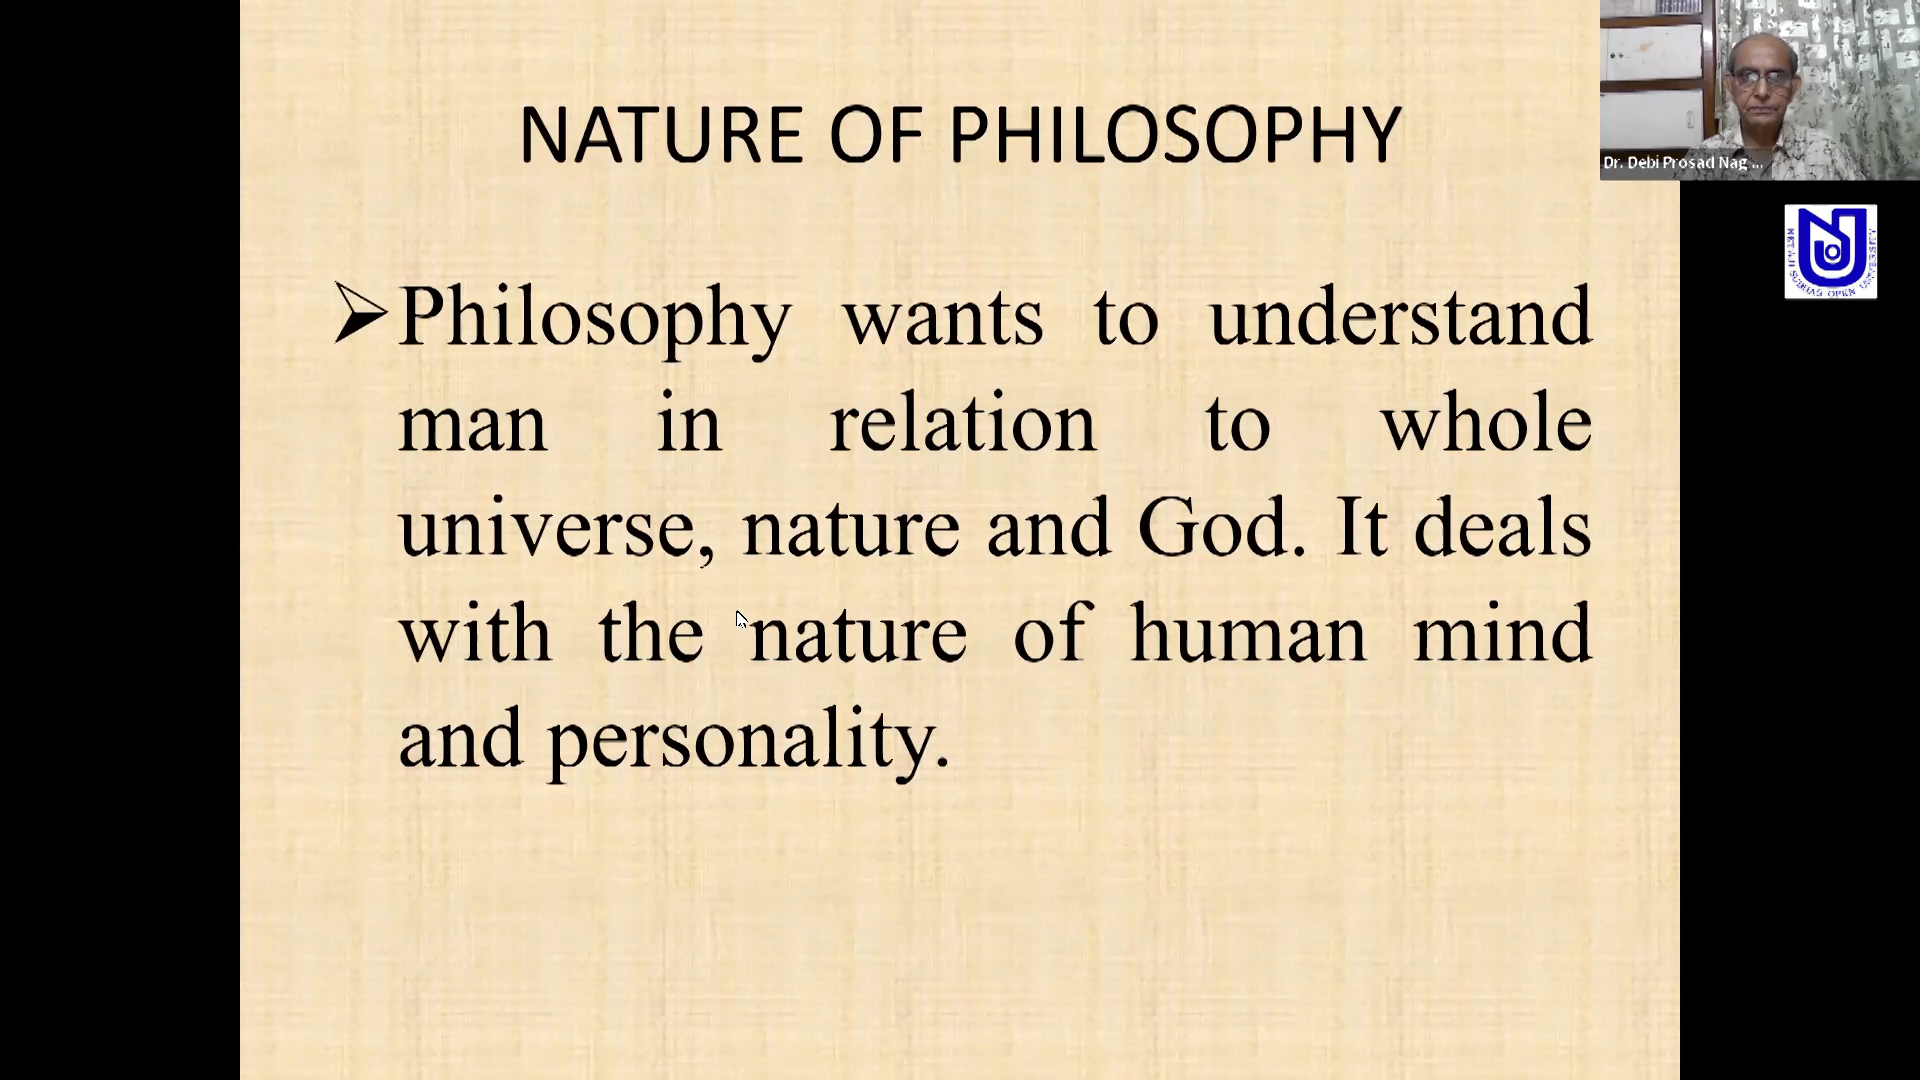 NATURE OF PHILOSOPHY
Dr. Debi Prosad Nag ...
➢Philosophy wants to understand
man in relation to whole
universe, nature and God. It deals
with the nature of human mind
and personality.
OPEN